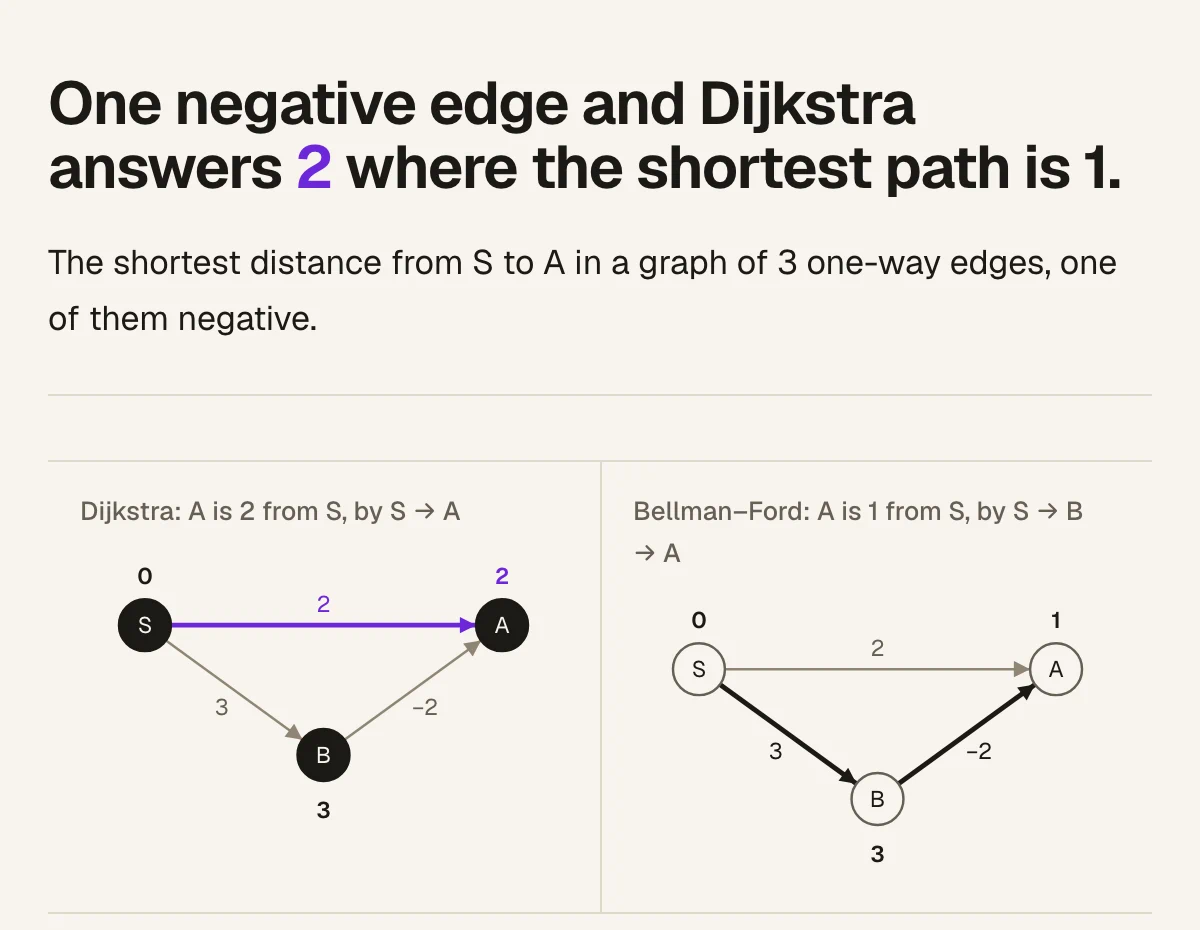 One negative edge and Dijkstra
answers 2 where the shortest path is 1.
The shortest distance from S to A in a graph of 3 one-way edges, one
of them negative.
Dijkstra: A is 2 from S, by S → A
0
2
2
S
A
3
−2
B
3
Bellman–Ford: A is 1 from S, by S → B
→ A
0
1
2
S
A
3
−2
B
3